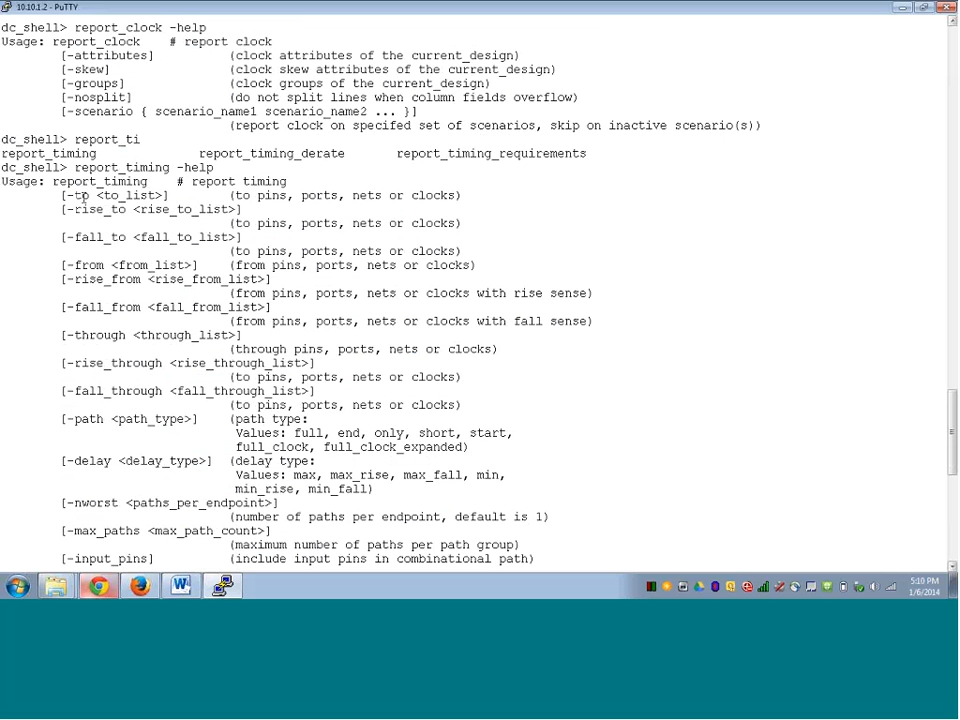 10.10.1.2 - PuTTY
dc_shell> report_clock -help
Usage: report_clock    # report clock
[-attributes]          (clock attributes of the current_design)
[-skew]                (clock skew attributes of the current_design)
[-groups]              (clock groups of the current_design)
[-nosplit]             (do not split lines when column fields overflow)
[-scenario { scenario_name1 scenario_name2 ... }]
(report clock on specifed set of scenarios, skip on inactive scenario(s))
dc_shell> report_ti
report_timing              report_timing_derate       report_timing_requirements
dc_shell> report_timing -help
Usage: report_timing    # report timing
[-to <to_list>]        (to pins, ports, nets or clocks)
[-rise_to <rise_to_list>]
(to pins, ports, nets or clocks)
[-fall_to <fall_to_list>]
(to pins, ports, nets or clocks)
[-from <from_list>]    (from pins, ports, nets or clocks)
[-rise_from <rise_from_list>]
(from pins, ports, nets or clocks with rise sense)
[-fall_from <fall_from_list>]
(from pins, ports, nets or clocks with fall sense)
[-through <through_list>]
(through pins, ports, nets or clocks)
[-rise_through <rise_through_list>]
(to pins, ports, nets or clocks)
[-fall_through <fall_through_list>]
(to pins, ports, nets or clocks)
[-path <path_type>]    (path type:
Values: full, end, only, short, start,
full_clock, full_clock_expanded)
[-delay <delay_type>]  (delay type:
Values: max, max_rise, max_fall, min,
min_rise, min_fall)
[-nworst <paths_per_endpoint>]
(number of paths per endpoint, default is 1)
[-max_paths <max_path_count>]
(maximum number of paths per path group)
[-input_pins]          (include input pins in combinational path)
5:10 PM
1/6/2014